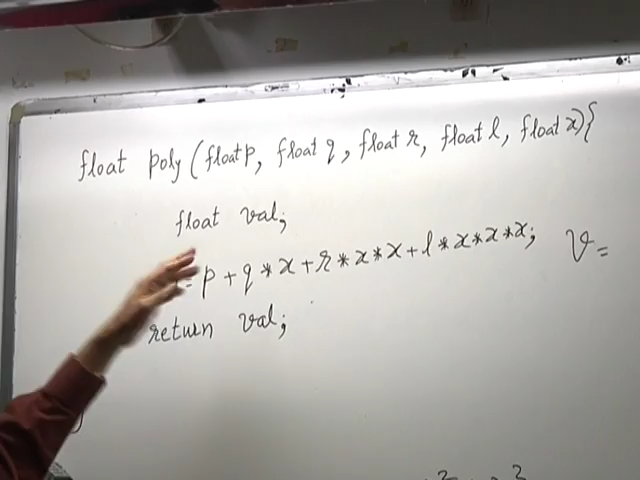 float poly (float p, float q, float r, float l, float x){
float val;
= p + q * x + r * x * x + l * x * x * x; V=
return val;